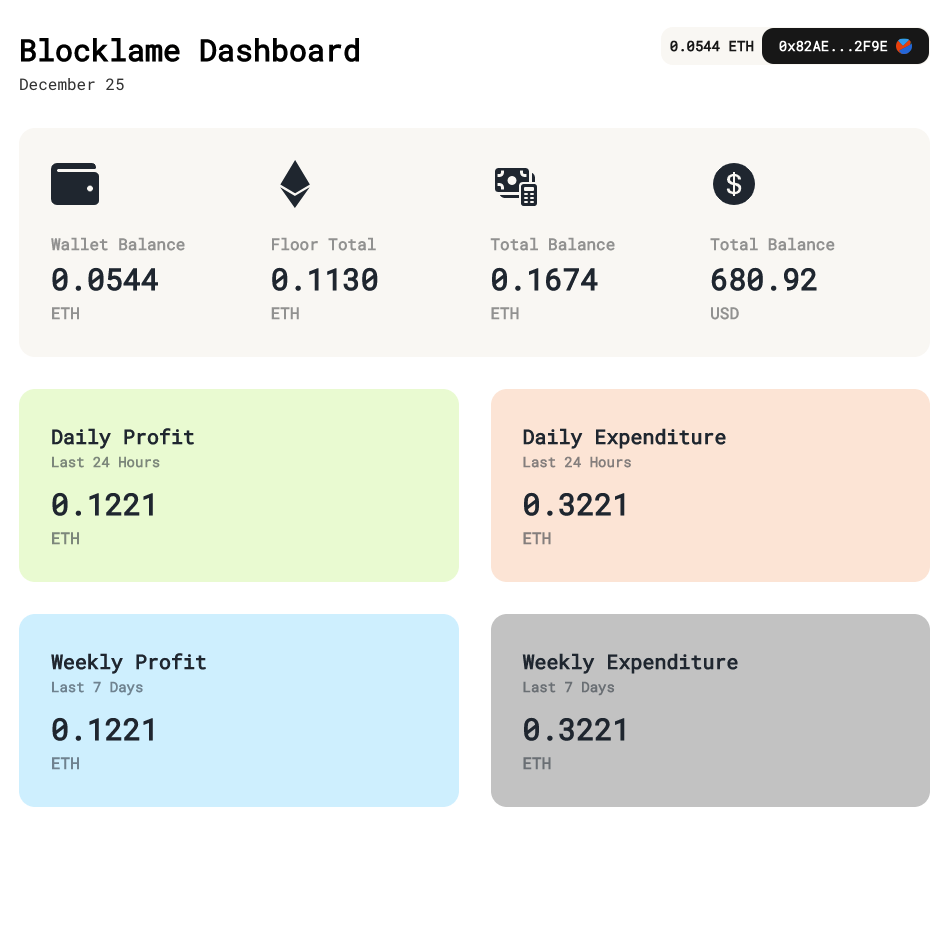 Blocklame Dashboard
December 25
0.0544 ETH
0x82AE...2F9E
Wallet Balance
0.0544
ETH
Floor Total
0.1130
ETH
Total Balance
0.1674
ETH
Total Balance
680.92
USD
Daily Profit
Last 24 Hours
0.1221
ETH
Daily Expenditure
Last 24 Hours
0.3221
ETH
Weekly Profit
Last 7 Days
0.1221
ETH
Weekly Expenditure
Last 7 Days
0.3221
ETH